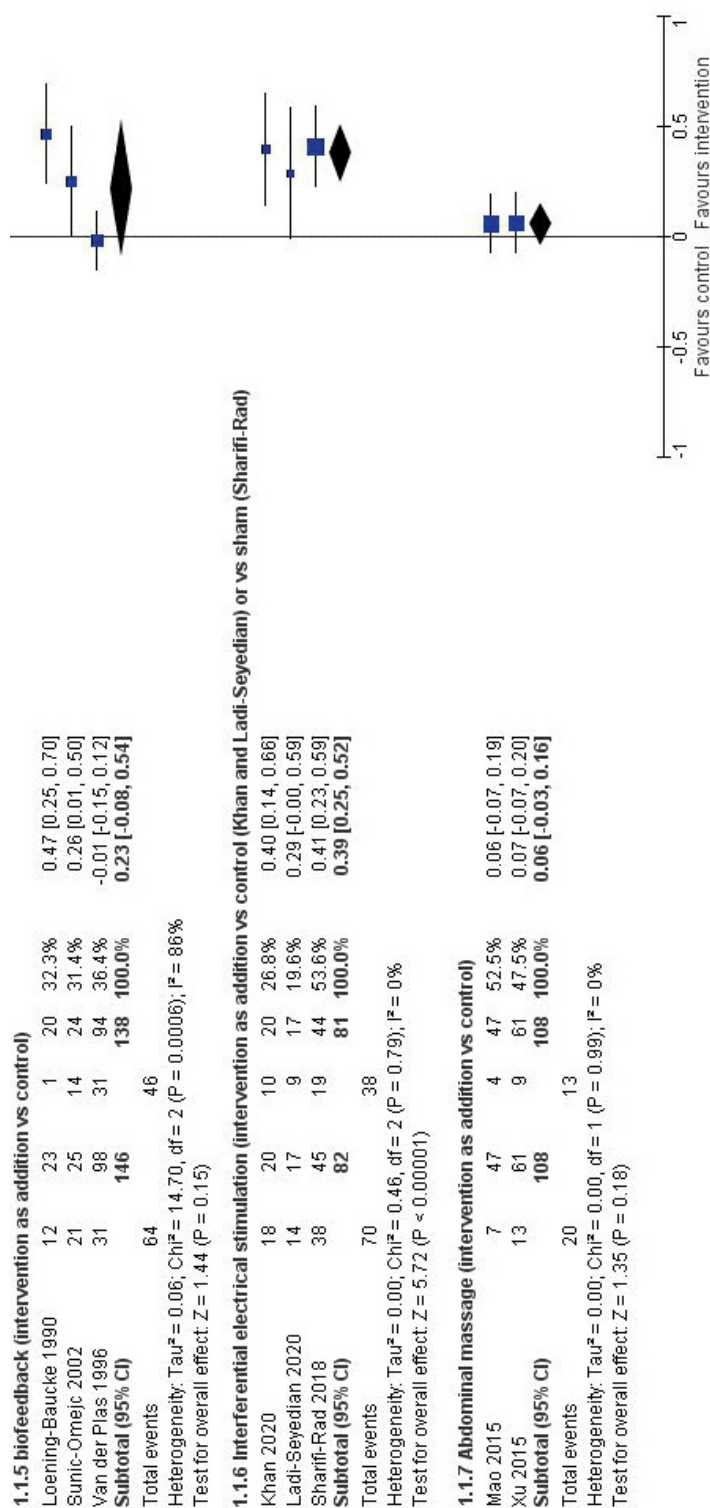 1.1.5 biofeedback (intervention as addition vs control)
Loening-Baucke 1990 12 23 1 20 32.3% 0.47 [0.25, 0.70]
Sunic-Omejc 2002 21 25 14 24 31.4% 0.26 [0.01, 0.50]
Van der Plas 1996 31 98 31 94 36.4% -0.01 [-0.15, 0.12]
Subtotal (95% CI) 146 138 100.0% 0.23 [-0.08, 0.54]
Total events 64 46
Heterogeneity: Tau² = 0.06; Chi² = 14.70, df = 2 (P = 0.0006); I² = 86%
Test for overall effect: Z = 1.44 (P = 0.15)
1.1.6 Interferential electrical stimulation (intervention as addition vs control (Khan and Ladi-Seyedian) or vs sham (Sharifi-Rad)
Khan 2020 18 20 10 20 26.8% 0.40 [0.14, 0.66]
Ladi-Seyedian 2020 14 17 9 17 19.6% 0.29 [-0.00, 0.59]
Sharifi-Rad 2018 38 45 19 44 53.6% 0.41 [0.23, 0.59]
Subtotal (95% CI) 82 81 100.0% 0.39 [0.25, 0.52]
Total events 70 38
Heterogeneity: Tau² = 0.00; Chi² = 0.46, df = 2 (P = 0.79); I² = 0%
Test for overall effect: Z = 5.72 (P < 0.00001)
1.1.7 Abdominal massage (intervention as addition vs control)
Mao 2015 7 47 4 47 52.5% 0.06 [-0.07, 0.19]
Xu 2015 13 61 9 61 47.5% 0.07 [-0.07, 0.20]
Subtotal (95% CI) 108 108 100.0% 0.06 [-0.03, 0.16]
Total events 20 13
Heterogeneity: Tau² = 0.00; Chi² = 0.00, df = 1 (P = 0.99); I² = 0%
Test for overall effect: Z = 1.35 (P = 0.18)
-1 -0.5 0 0.5 1
Favours control Favours intervention